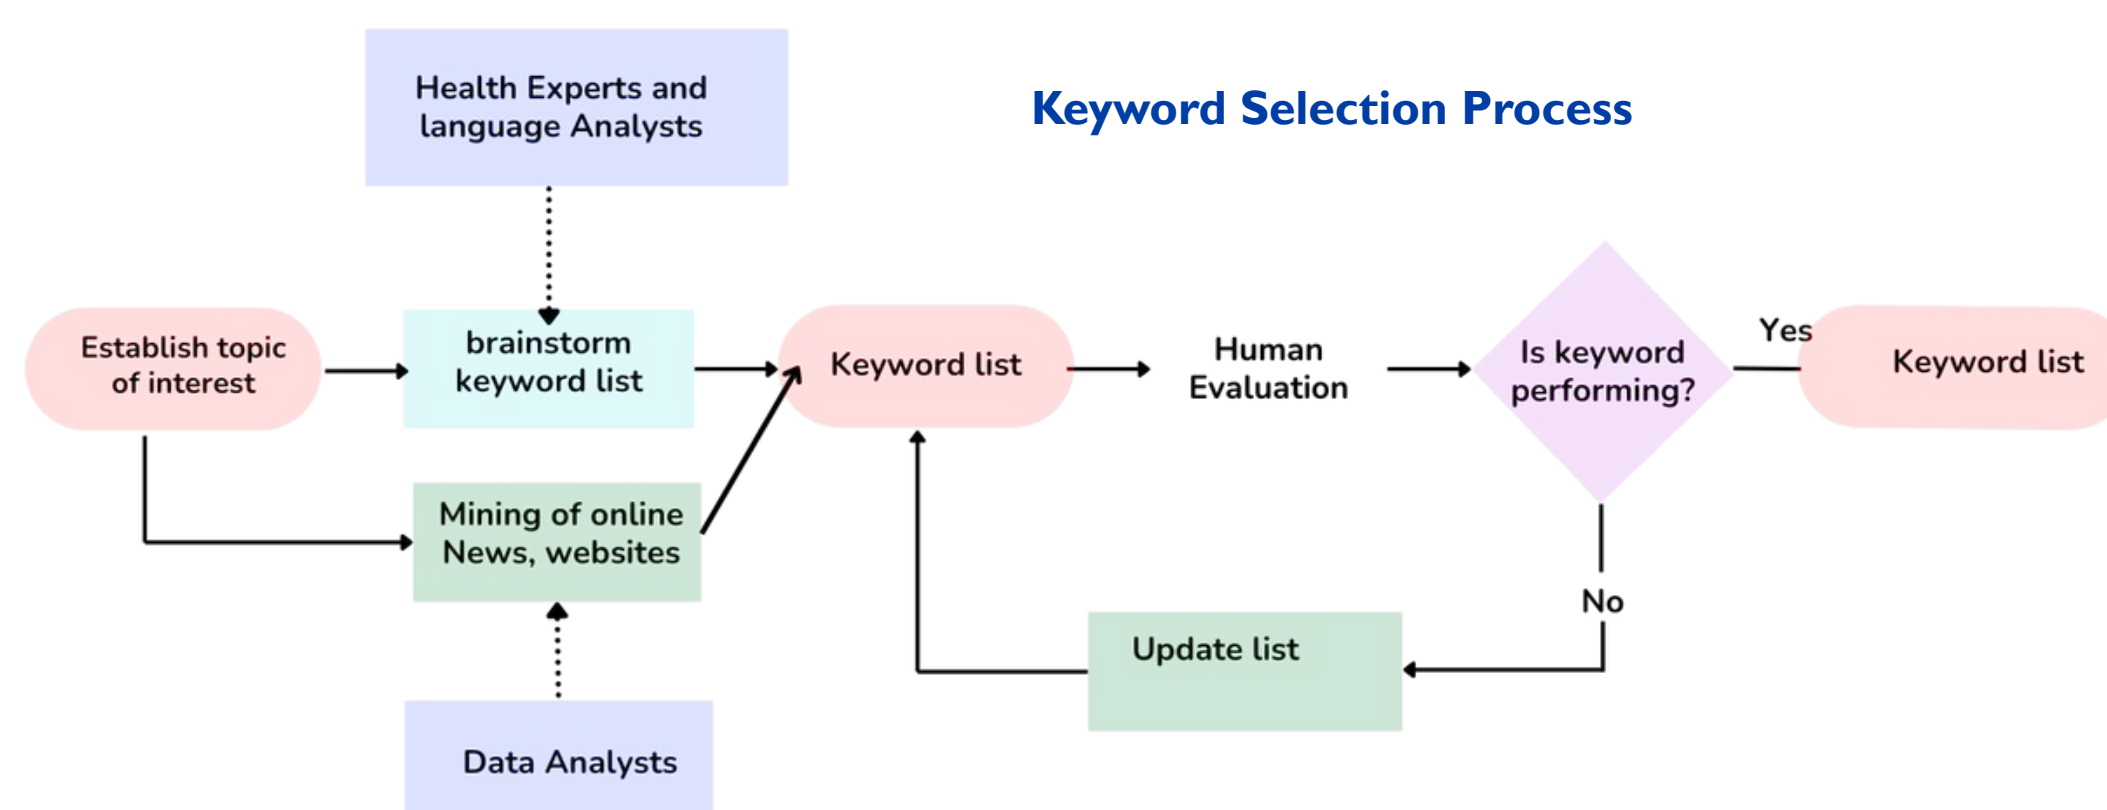 Health Experts and
language Analysts
Keyword Selection Process
Establish topic
of interest
brainstorm
keyword list
Keyword list
Human
Evaluation
Is keyword
performing?
Yes
Keyword list
Mining of online
News, websites
No
Update list
Data Analysts